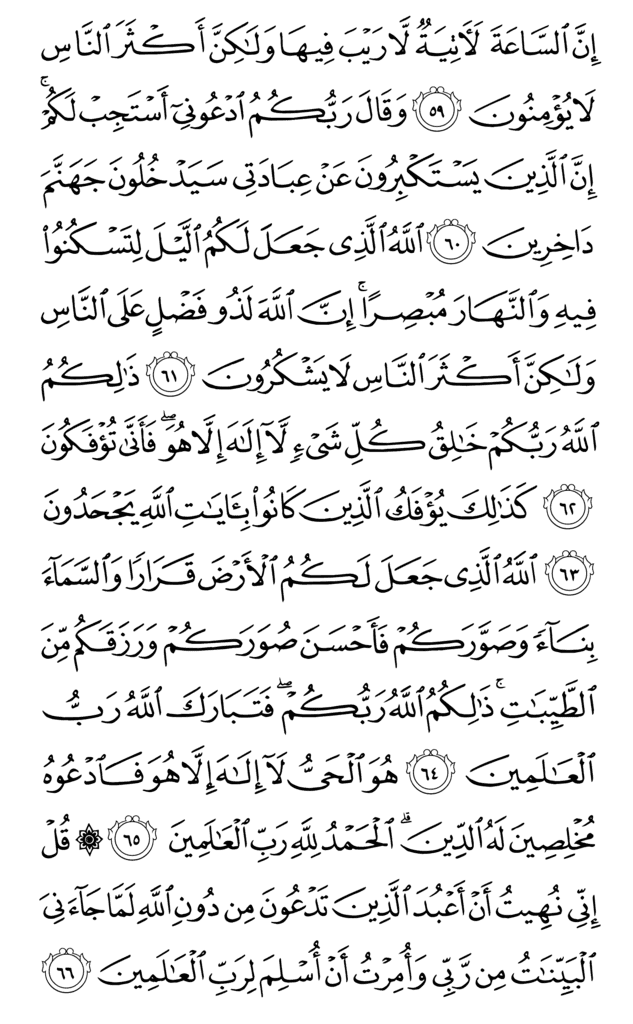 إِنَّ ٱلسَّاعَةَ لَأٓتِيَةٌ لَّا رَيْبَ فِيهَا وَلَٰكِنَّ أَكْثَرَ ٱلنَّاسِ
لَا يُؤْمِنُونَ ٥٩ وَقَالَ رَبُّكُمُ ٱدْعُونِىٓ أَسْتَجِبْ لَكُمْ ۚ
إِنَّ ٱلَّذِينَ يَسْتَكْبِرُونَ عَنْ عِبَادَتِى سَيَدْخُلُونَ جَهَنَّمَ
دَاخِرِينَ ٦٠ ٱللَّهُ ٱلَّذِى جَعَلَ لَكُمُ ٱلَّيْلَ لِتَسْكُنُوا۟
فِيهِ وَٱلنَّهَارَ مُبْصِرًا ۚ إِنَّ ٱللَّهَ لَذُو فَضْلٍ عَلَى ٱلنَّاسِ
وَلَٰكِنَّ أَكْثَرَ ٱلنَّاسِ لَا يَشْكُرُونَ ٦١ ذَٰلِكُمُ
ٱللَّهُ رَبُّكُمْ خَٰلِقُ كُلِّ شَىْءٍ لَّآ إِلَٰهَ إِلَّا هُوَ ۖ فَأَنَّىٰ تُؤْفَكُونَ
٦٢ كَذَٰلِكَ يُؤْفَكُ ٱلَّذِينَ كَانُوا۟ بِـَٔايَٰتِ ٱللَّهِ يَجْحَدُونَ
٦٣ ٱللَّهُ ٱلَّذِى جَعَلَ لَكُمُ ٱلْأَرْضَ قَرَارًا وَٱلسَّمَآءَ
بِنَآءً وَصَوَّرَكُمْ فَأَحْسَنَ صُوَرَكُمْ وَرَزَقَكُم مِّنَ
ٱلطَّيِّبَٰتِ ۚ ذَٰلِكُمُ ٱللَّهُ رَبُّكُمْ ۖ فَتَبَارَكَ ٱللَّهُ رَبُّ
ٱلْعَٰلَمِينَ ٦٤ هُوَ ٱلْحَىُّ لَآ إِلَٰهَ إِلَّا هُوَ فَٱدْعُوهُ
مُخْلِصِينَ لَهُ ٱلدِّينَ ۗ ٱلْحَمْدُ لِلَّهِ رَبِّ ٱلْعَٰلَمِينَ ٦٥ ۞ قُلْ
إِنِّى نُهِيتُ أَنْ أَعْبُدَ ٱلَّذِينَ تَدْعُونَ مِن دُونِ ٱللَّهِ لَمَّا جَآءَنِىَ
ٱلْبَيِّنَٰتُ مِن رَّبِّى وَأُمِرْتُ أَنْ أُسْلِمَ لِرَبِّ ٱلْعَٰلَمِينَ ٦٦